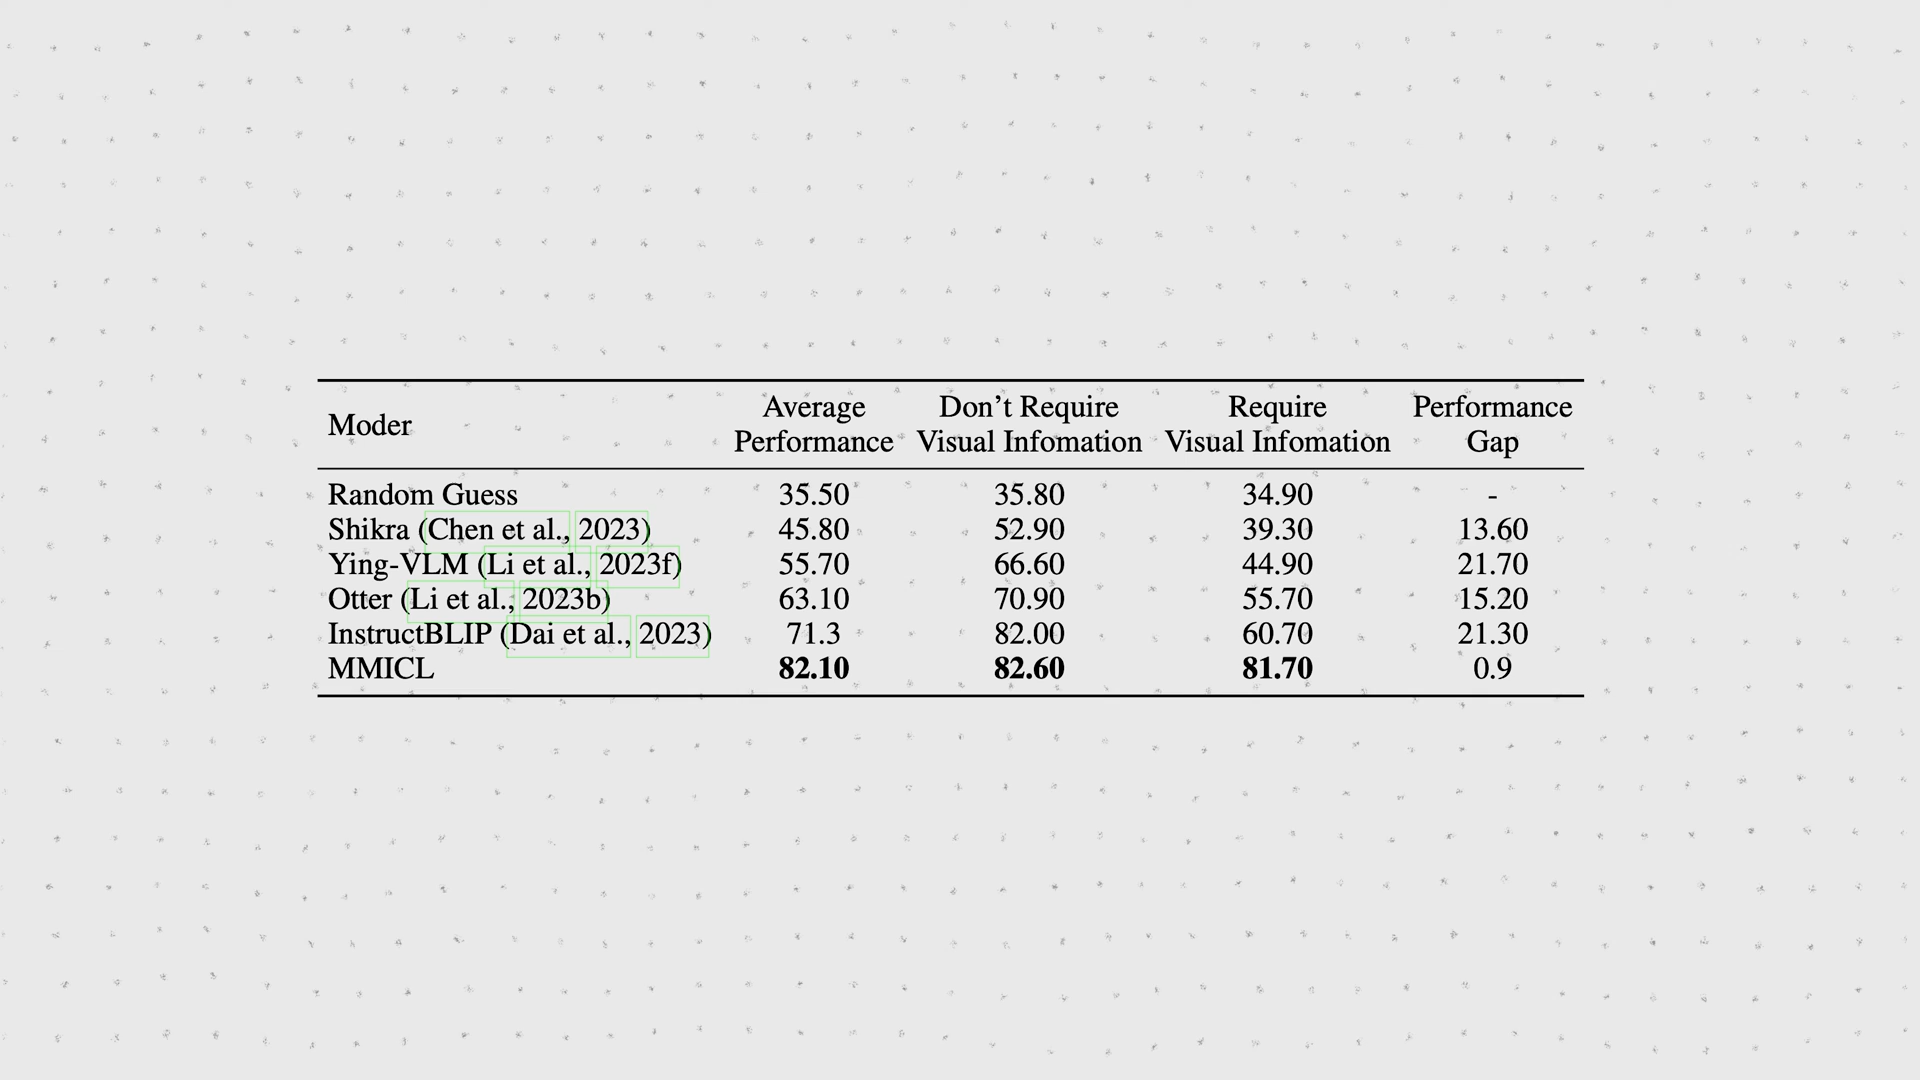 Moder Average Performance Don't Require Visual Infomation Require Visual Infomation Performance Gap
Random Guess 35.50 35.80 34.90 -
Shikra (Chen et al., 2023) 45.80 52.90 39.30 13.60
Ying-VLM (Li et al., 2023f) 55.70 66.60 44.90 21.70
Otter (Li et al., 2023b) 63.10 70.90 55.70 15.20
InstructBLIP (Dai et al., 2023) 71.3 82.00 60.70 21.30
MMICL 82.10 82.60 81.70 0.9